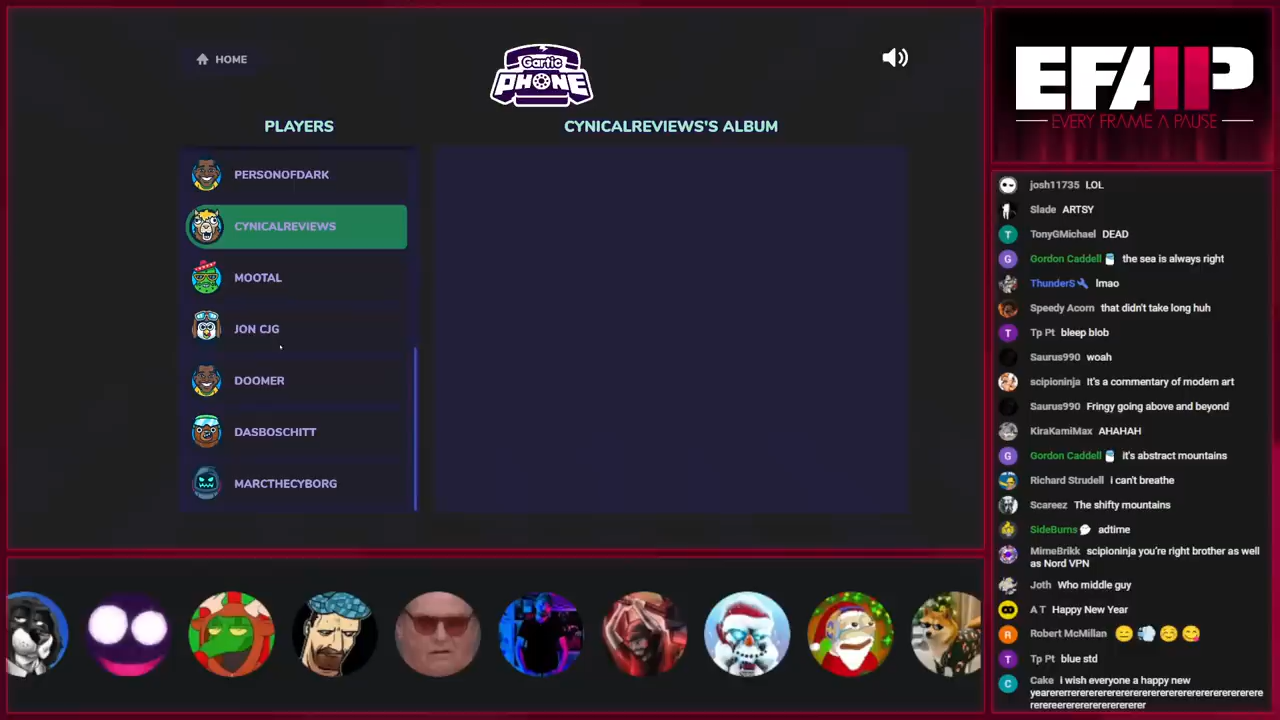 HOME
Gartic
PHONE
PLAYERS
CYNICALREVIEWS'S ALBUM
PERSONOFDARK
CYNICALREVIEWS
MOOTAL
JON CJG
DOOMER
DASBOSCHITT
MARCTHECYBORG
EFAP
EVERY FRAME A PAUSE
josh11735 LOL
Slade ARTSY
T TonyGMichael DEAD
G Gordon Caddell the sea is always right
ThunderS lmao
Speedy Acorn that didn't take long huh
T Tp Pt bleep blob
Saurus990 woah
scipioninja It's a commentary of modern art
Saurus990 Fringy going above and beyond
KiraKamiMax AHAHAH
G Gordon Caddell it's abstract mountains
Richard Strudell i can't breathe
Scareez The shifty mountains
SideBurns adtime
MimeBrikk scipioninja you're right brother as well
as Nord VPN
Joth Who middle guy
A T Happy New Year
R Robert McMillan 😑 💨 ☺️ 😋
T Tp Pt blue std
C Cake i wish everyone a happy new